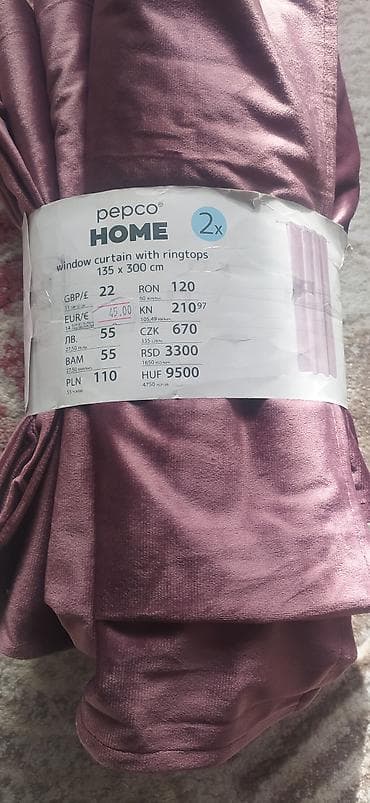 pepco®
HOME
2x
window curtain with ringtops
135 x 300 cm
GBP/£ 22
EUR/€ 45.00
ЛВ. 55
BAM 55
PLN 110
RON 120
KN 210⁹⁷
CZK 670
RSD 3300
HUF 9500